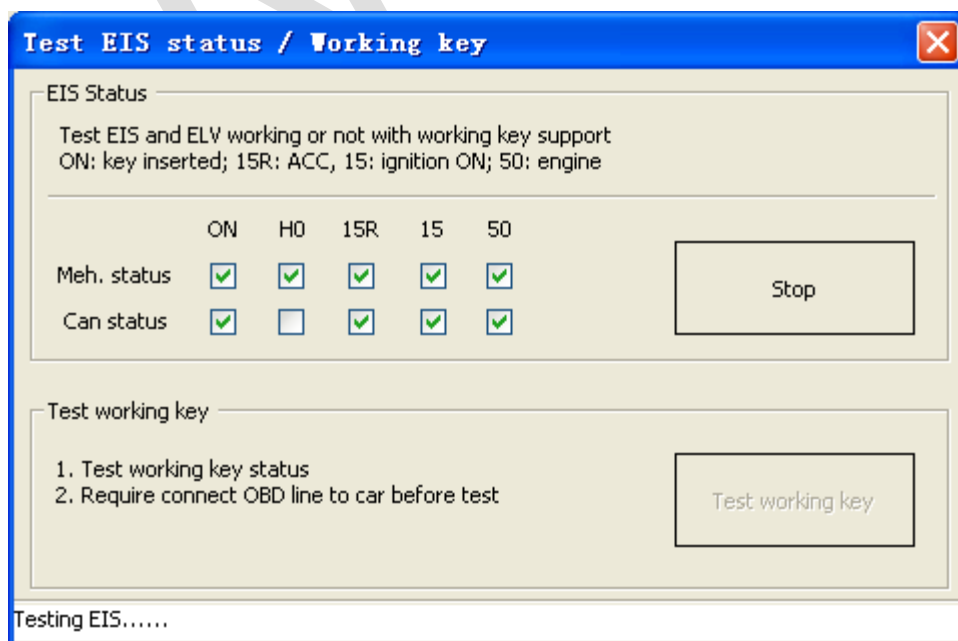 Test EIS status / Working key
EIS Status
Test EIS and ELV working or not with working key support
ON: key inserted; 15R: ACC, 15: ignition ON; 50: engine
ON H0 15R 15 50
Meh. status
Can status
Stop
Test working key
1. Test working key status
2. Require connect OBD line to car before test
Test working key
Testing EIS......